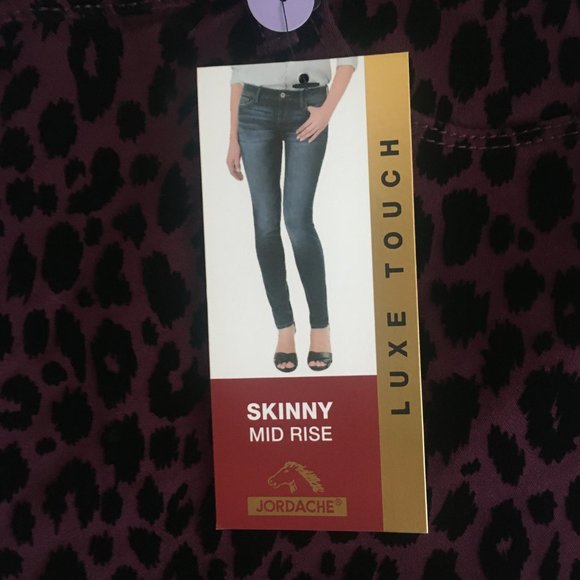 LUXE TOUCH
SKINNY
MID RISE
JORDACHE®